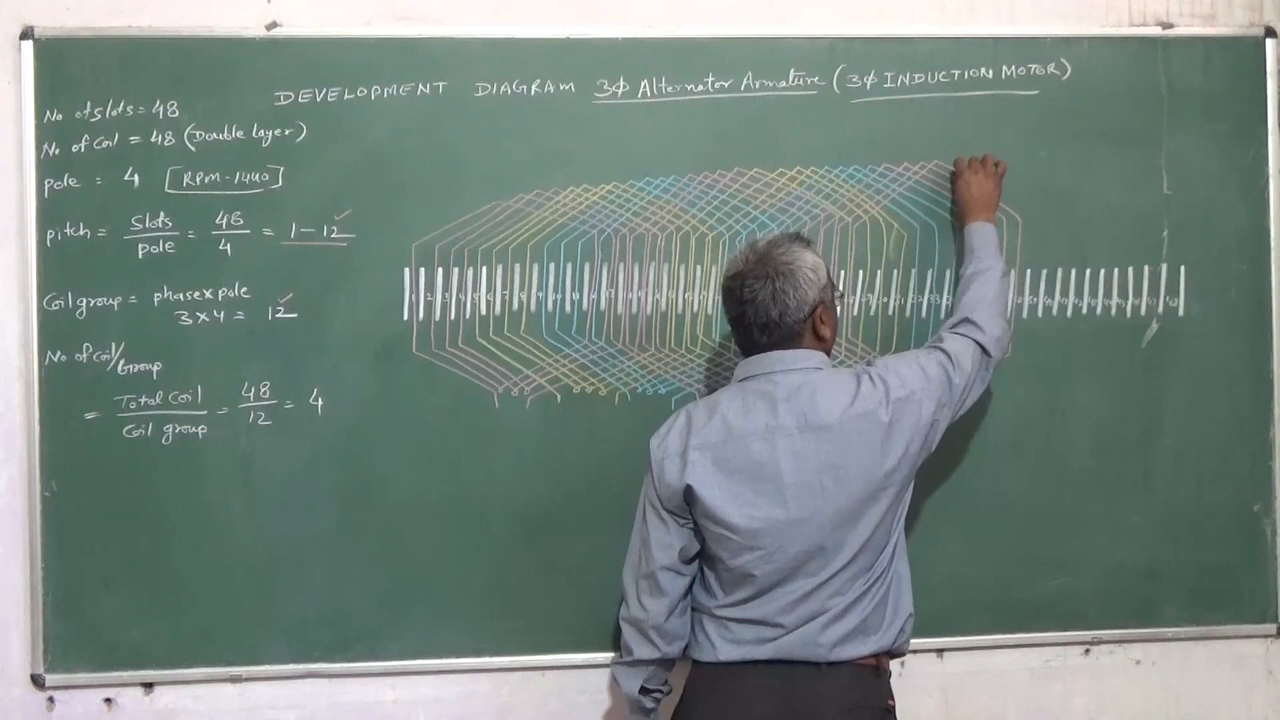 DEVELOPMENT DIAGRAM 3Φ Alternator Armature (3Φ INDUCTION MOTOR)
No of slots = 48
No of Coil = 48 (Double layer)
pole = 4 [RPM-1440]
pitch = Slots/pole = 48/4 = 1-12 ✓
Coil group = phase x pole
3 x 4 = 12 ✓
No of coil/Group
= Total Coil/Coil group = 48/12 = 4